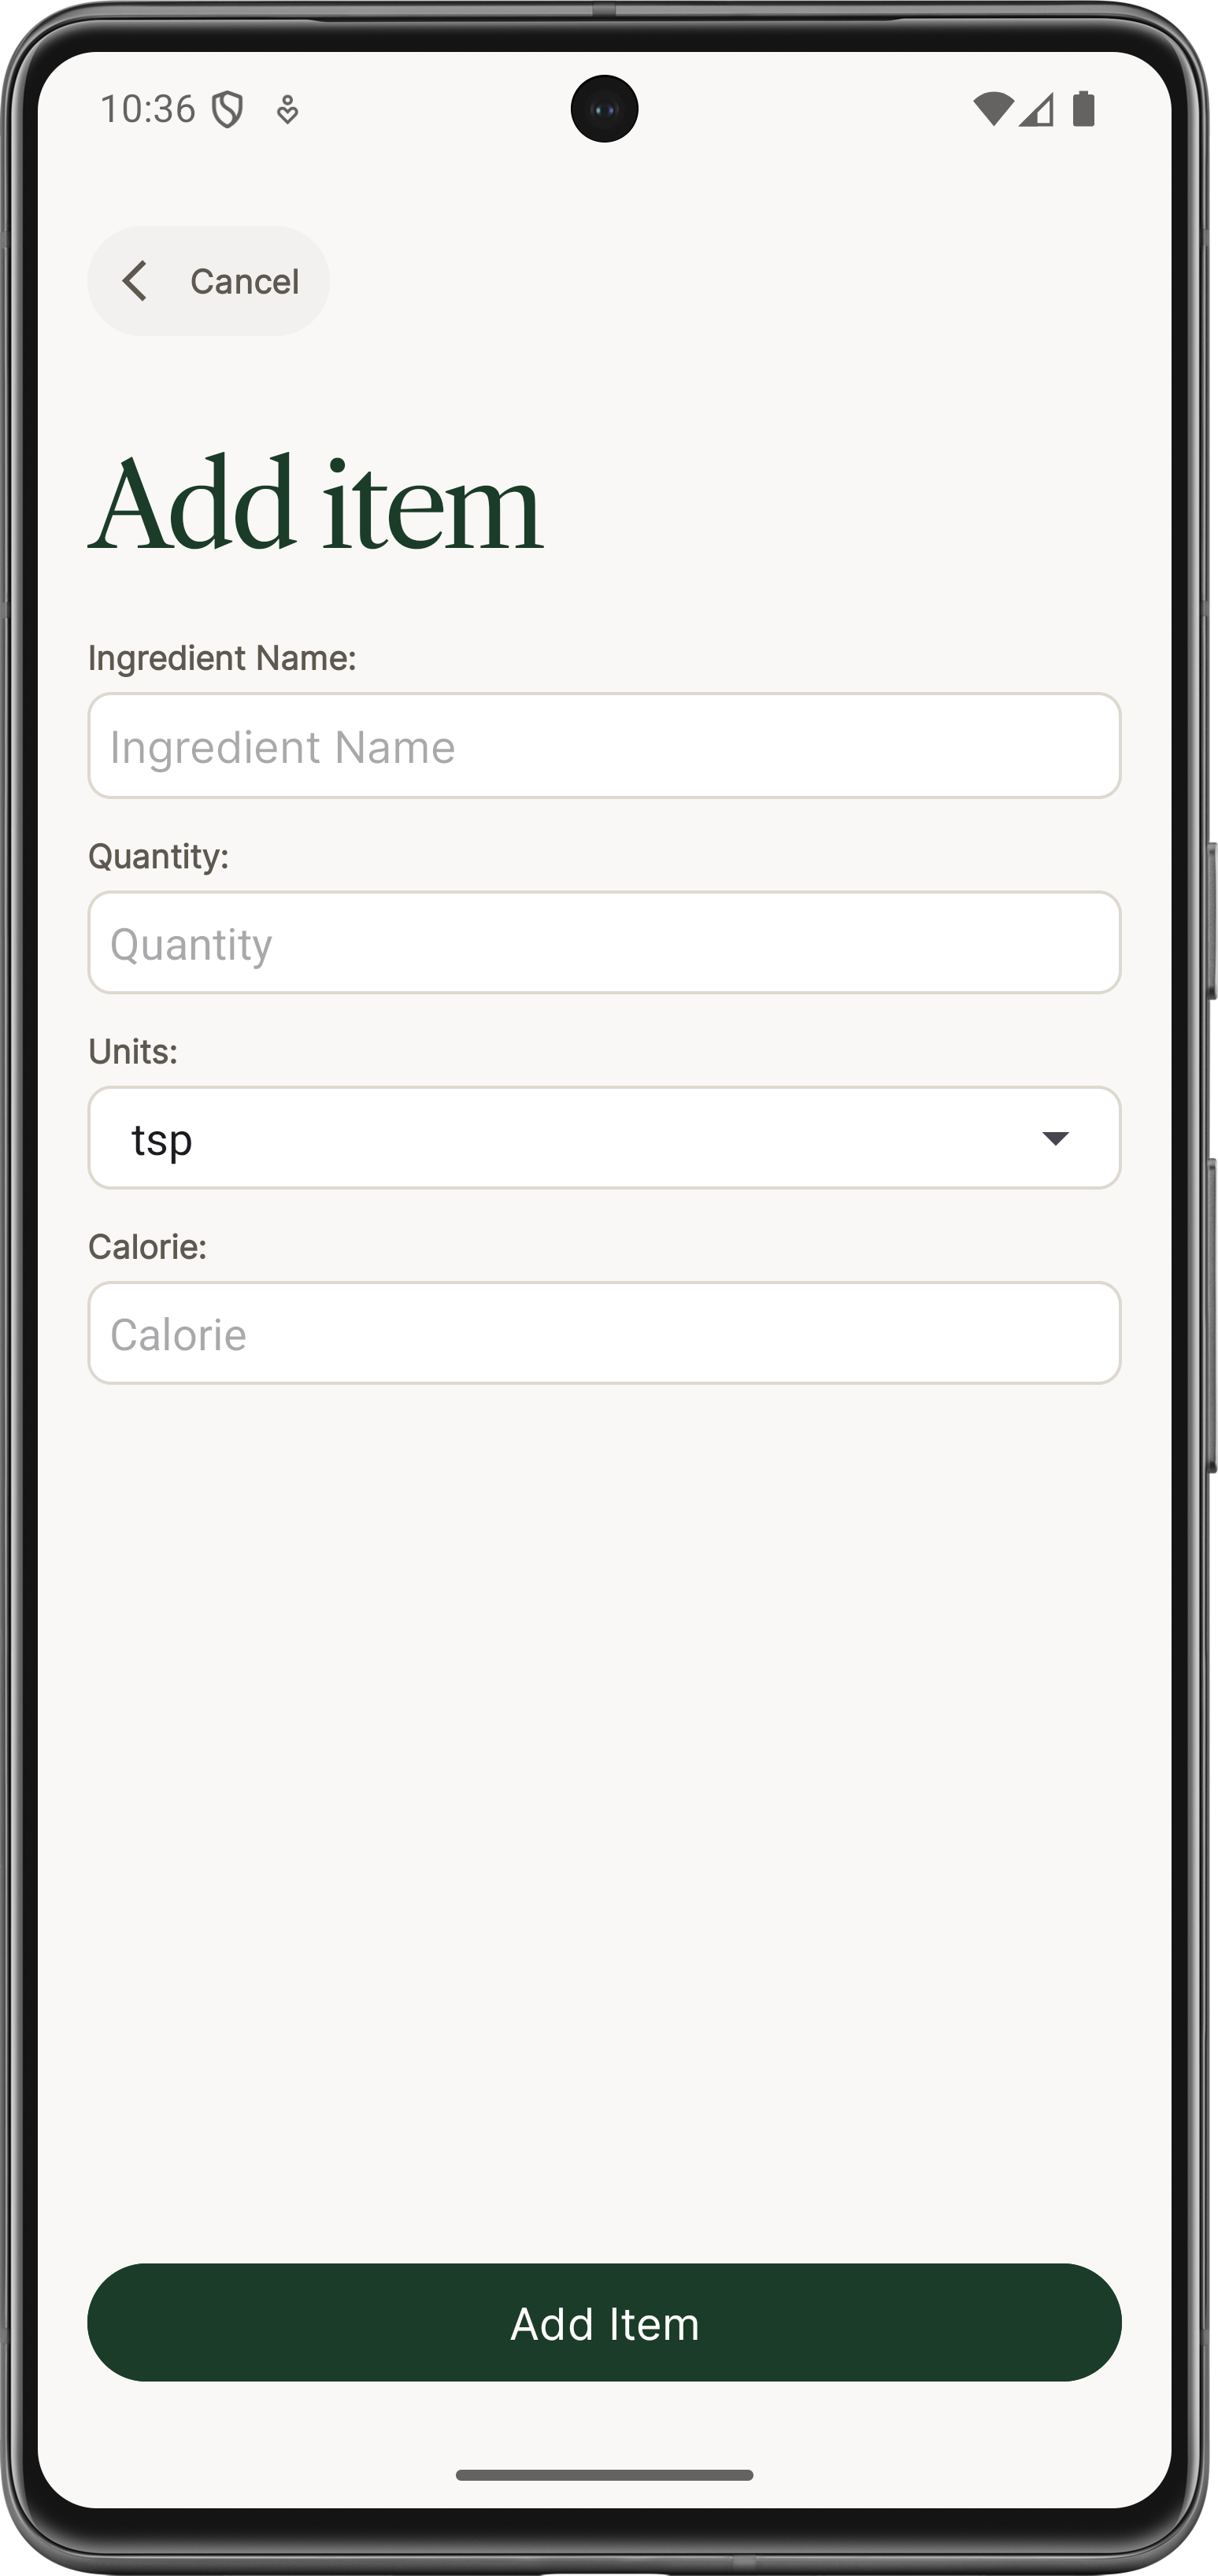 10:36
Cancel
Add item
Ingredient Name:
Ingredient Name
Quantity:
Quantity
Units:
tsp
Calorie:
Calorie
Add Item